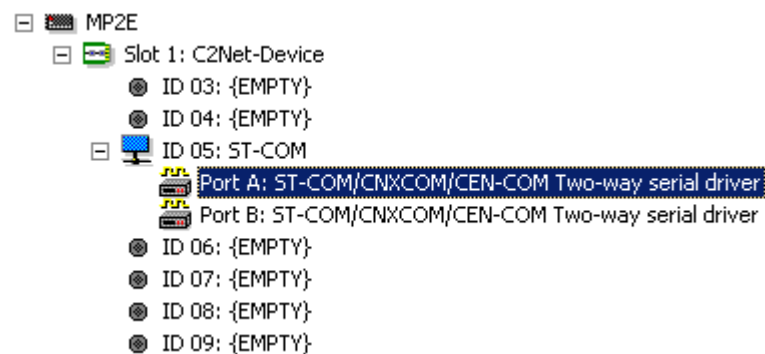 MP2E
Slot 1: C2Net-Device
ID 03: {EMPTY}
ID 04: {EMPTY}
ID 05: ST-COM
Port A: ST-COM/CNXCOM/CEN-COM Two-way serial driver
Port B: ST-COM/CNXCOM/CEN-COM Two-way serial driver
ID 06: {EMPTY}
ID 07: {EMPTY}
ID 08: {EMPTY}
ID 09: {EMPTY}